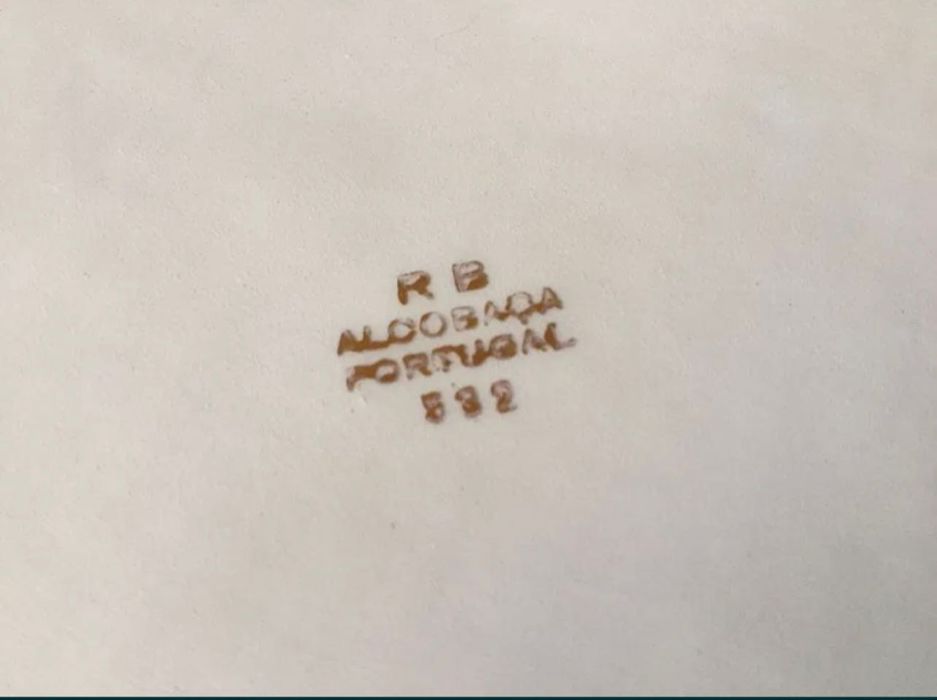 R B
ALCOBAÇA
PORTUGAL
532